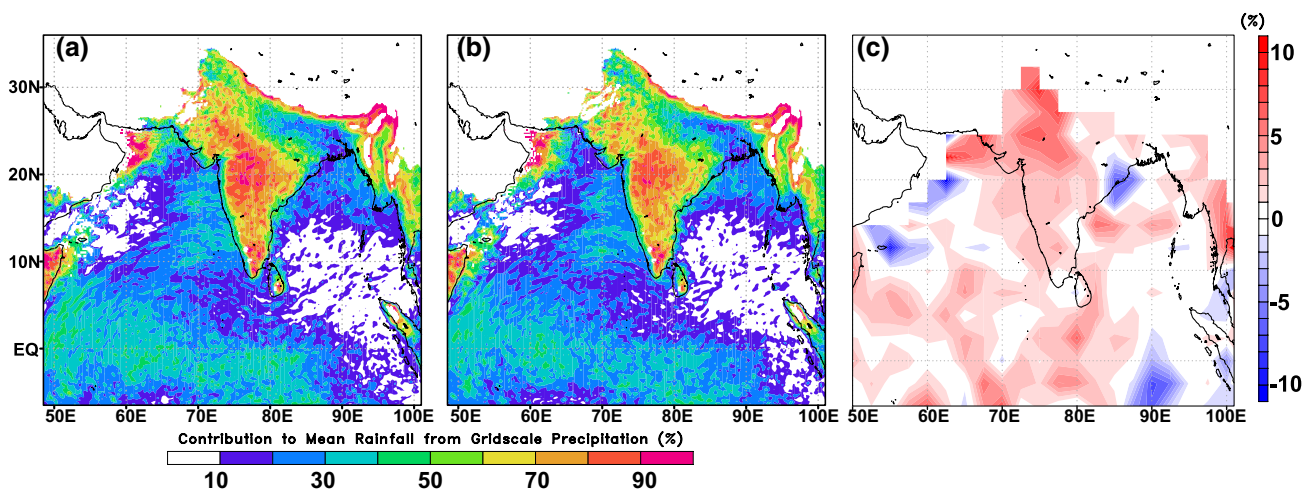 (%)
(a)
(b)
(c)
30N
20N
10N
EQ
50E 60E 70E 80E 90E 100E
50E 60E 70E 80E 90E 100E
50E 60E 70E 80E 90E 100E
10
5
0
-5
-10
Contribution to Mean Rainfall from Gridscale Precipitation (%)
10 30 50 70 90